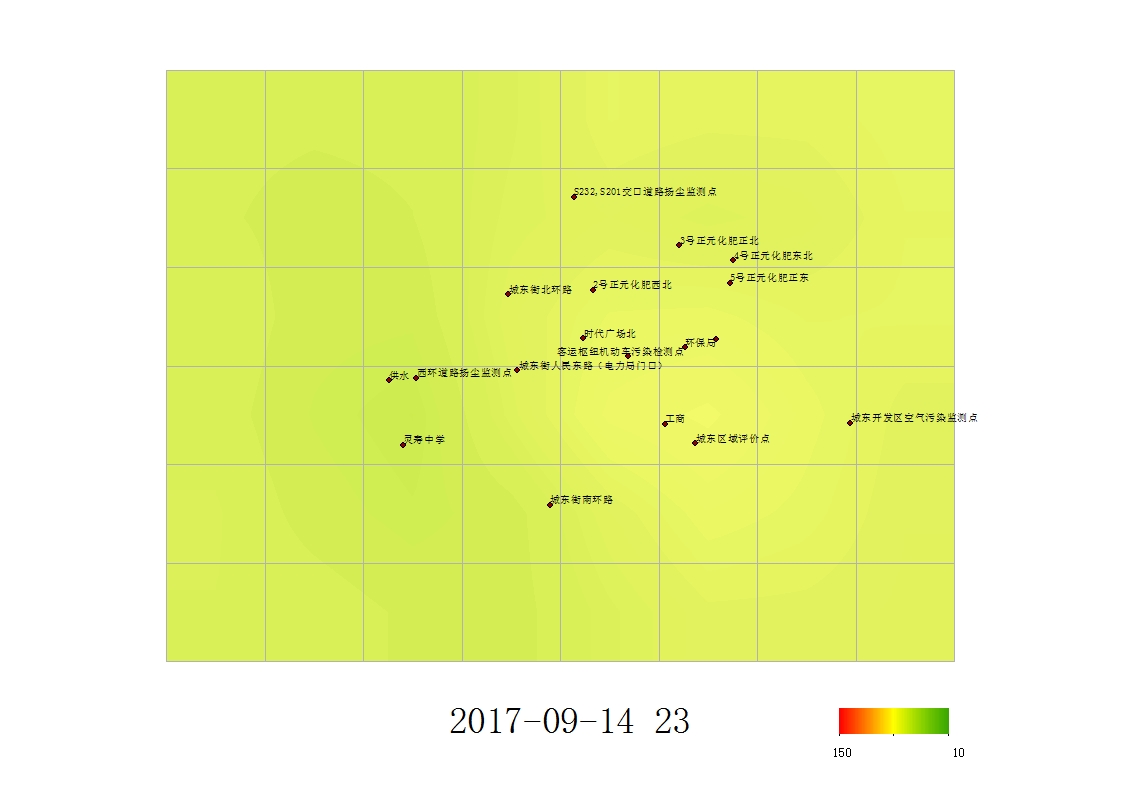 S232,S201交口道路扬尘监测点
3号正元化肥正北
4号正元化肥东北
5号正元化肥正东
2号正元化肥西北
城东街北环路
时代广场北
环保局
客运枢纽机动车污染检测点
城东街人民东路（电力局门口）
西环道路扬尘监测点
供水
工商
城东开发区空气污染监测点
城东区域评价点
灵寿中学
城东街南环路
2017-09-14 23
150 10